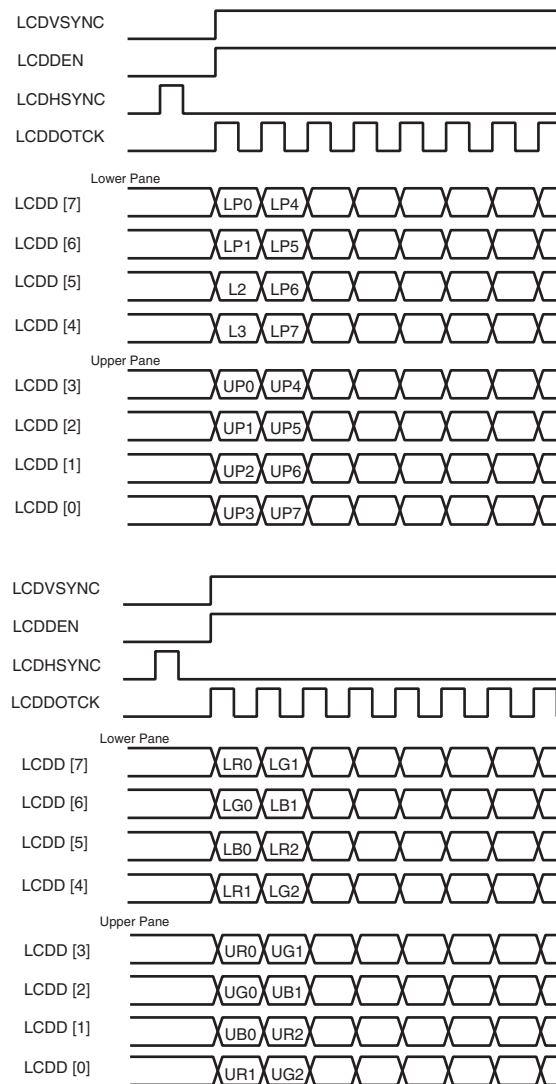 LCDVSYNC
LCDDEN
LCDHSYNC
LCDDOTCK
Lower Pane
LCDD [7] LP0 LP4
LCDD [6] LP1 LP5
LCDD [5] L2 LP6
LCDD [4] L3 LP7
Upper Pane
LCDD [3] UP0 UP4
LCDD [2] UP1 UP5
LCDD [1] UP2 UP6
LCDD [0] UP3 UP7
LCDVSYNC
LCDDEN
LCDHSYNC
LCDDOTCK
Lower Pane
LCDD [7] LR0 LG1
LCDD [6] LG0 LB1
LCDD [5] LB0 LR2
LCDD [4] LR1 LG2
Upper Pane
LCDD [3] UR0 UG1
LCDD [2] UG0 UB1
LCDD [1] UB0 UR2
LCDD [0] UR1 UG2